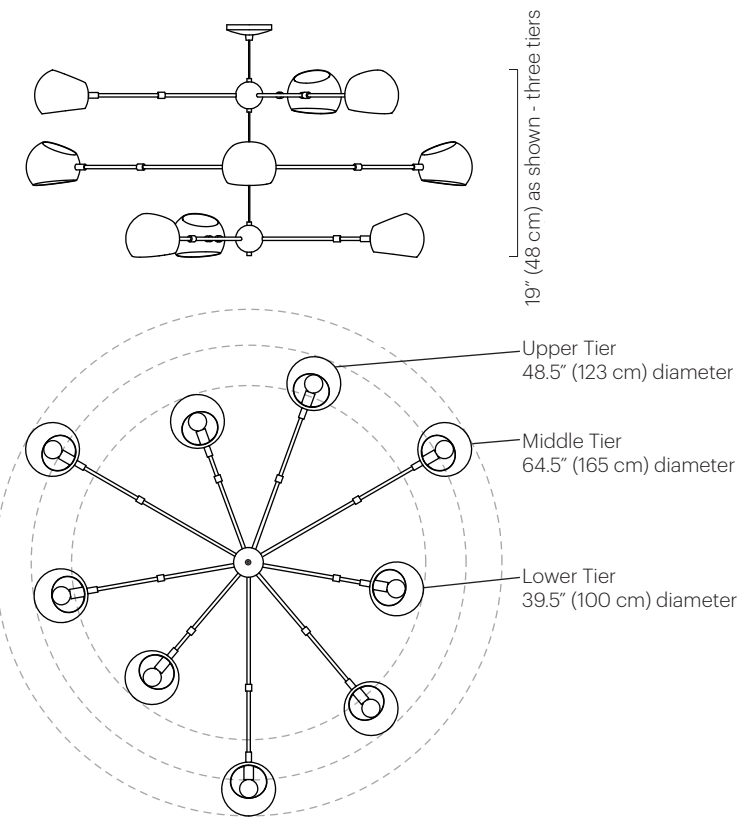 19” (48 cm) as shown - three tiers
Upper Tier
48.5” (123 cm) diameter
Middle Tier
64.5” (165 cm) diameter
Lower Tier
39.5” (100 cm) diameter